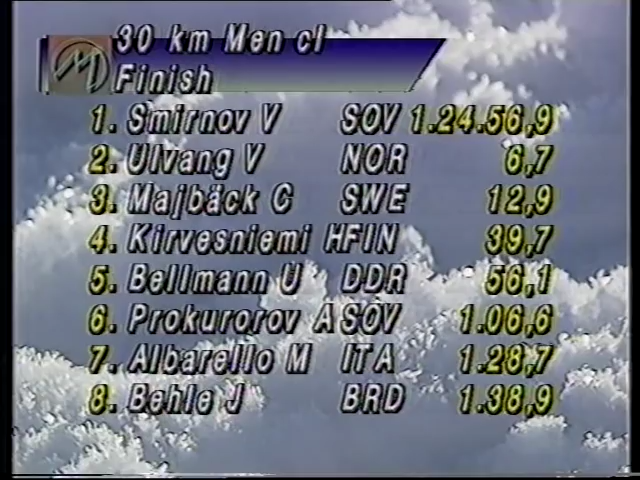 30 km Men cl
Finish
1. Smirnov V SOV 1.24.56,9
2. Ulvang V NOR 6,7
3. Majbäck C SWE 12,9
4. Kirvesniemi H FIN 39,7
5. Bellmann U DDR 56,1
6. Prokurorov A SOV 1.06,6
7. Albarello M ITA 1.28,7
8. Behle J BRD 1.38,9